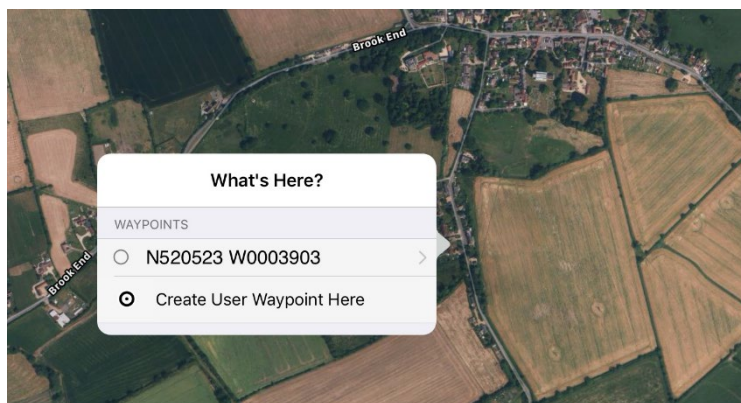 Brook End
What's Here?
WAYPOINTS
N520523 W0003903
Create User Waypoint Here
Brook End